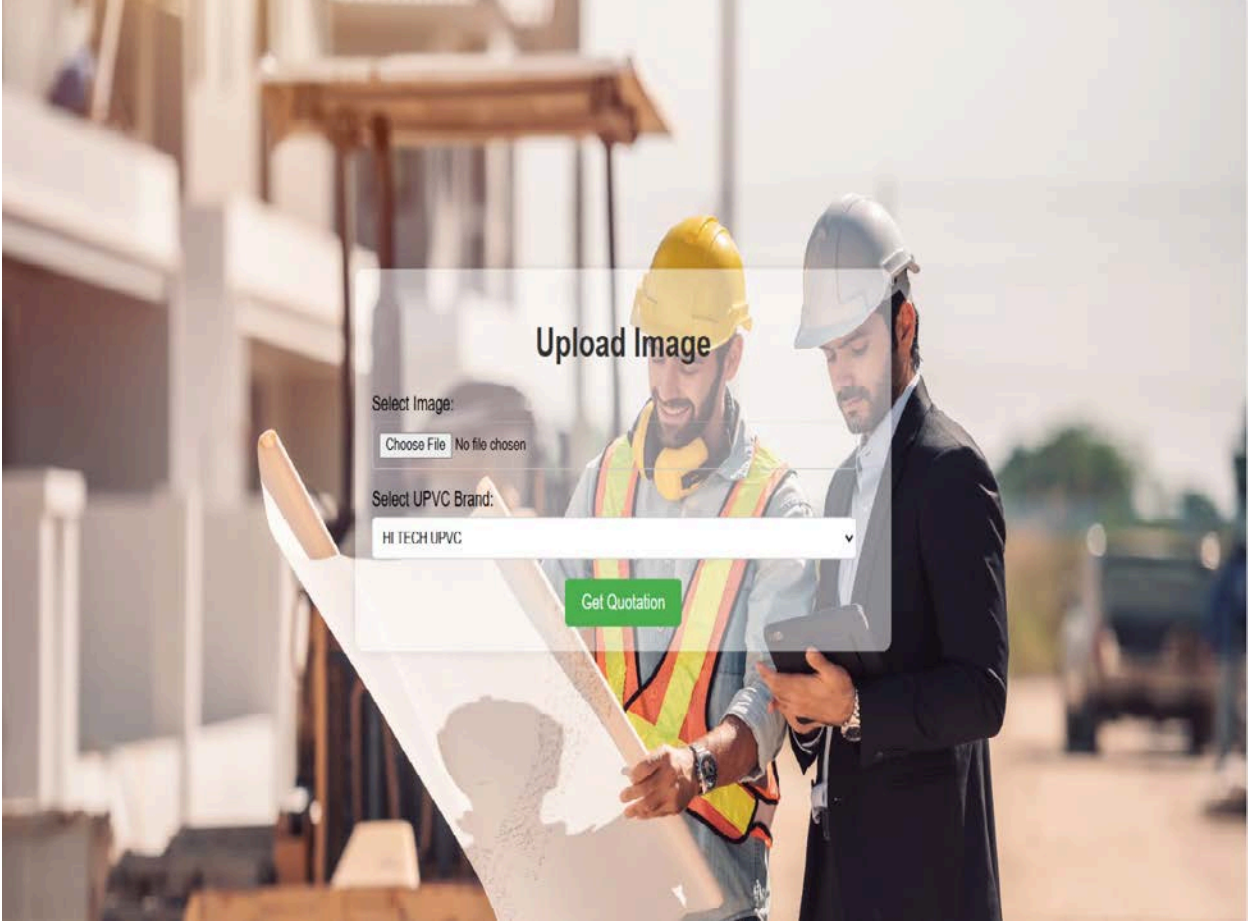 Upload Image
Select Image:
Choose File No file chosen
Select UPVC Brand:
HI TECH UPVC
Get Quotation